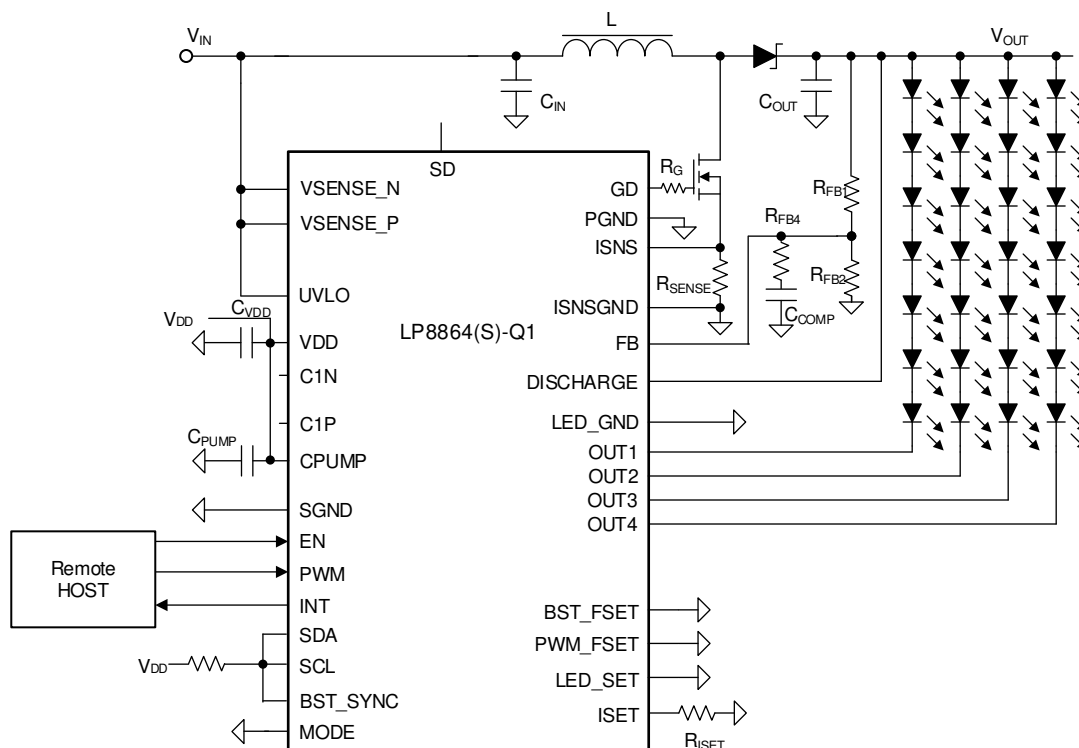 VIN
L
VOUT
CIN
COUT
SD
RG
VSENSE_N
GD
RFB1
VSENSE_P
PGND
RFB4
ISNS
RSENSE
RFB2
UVLO
CVDD
ISNSGND
CCOMP
VDD
LP8864(S)-Q1
VDD
FB
C1N
DISCHARGE
C1P
LED_GND
CPUMP
OUT1
CPUMP
OUT2
OUT3
SGND
OUT4
EN
Remote
HOST
PWM
INT
BST_FSET
SDA
PWM_FSET
VDD
SCL
LED_SET
BST_SYNC
ISET
MODE
RISET